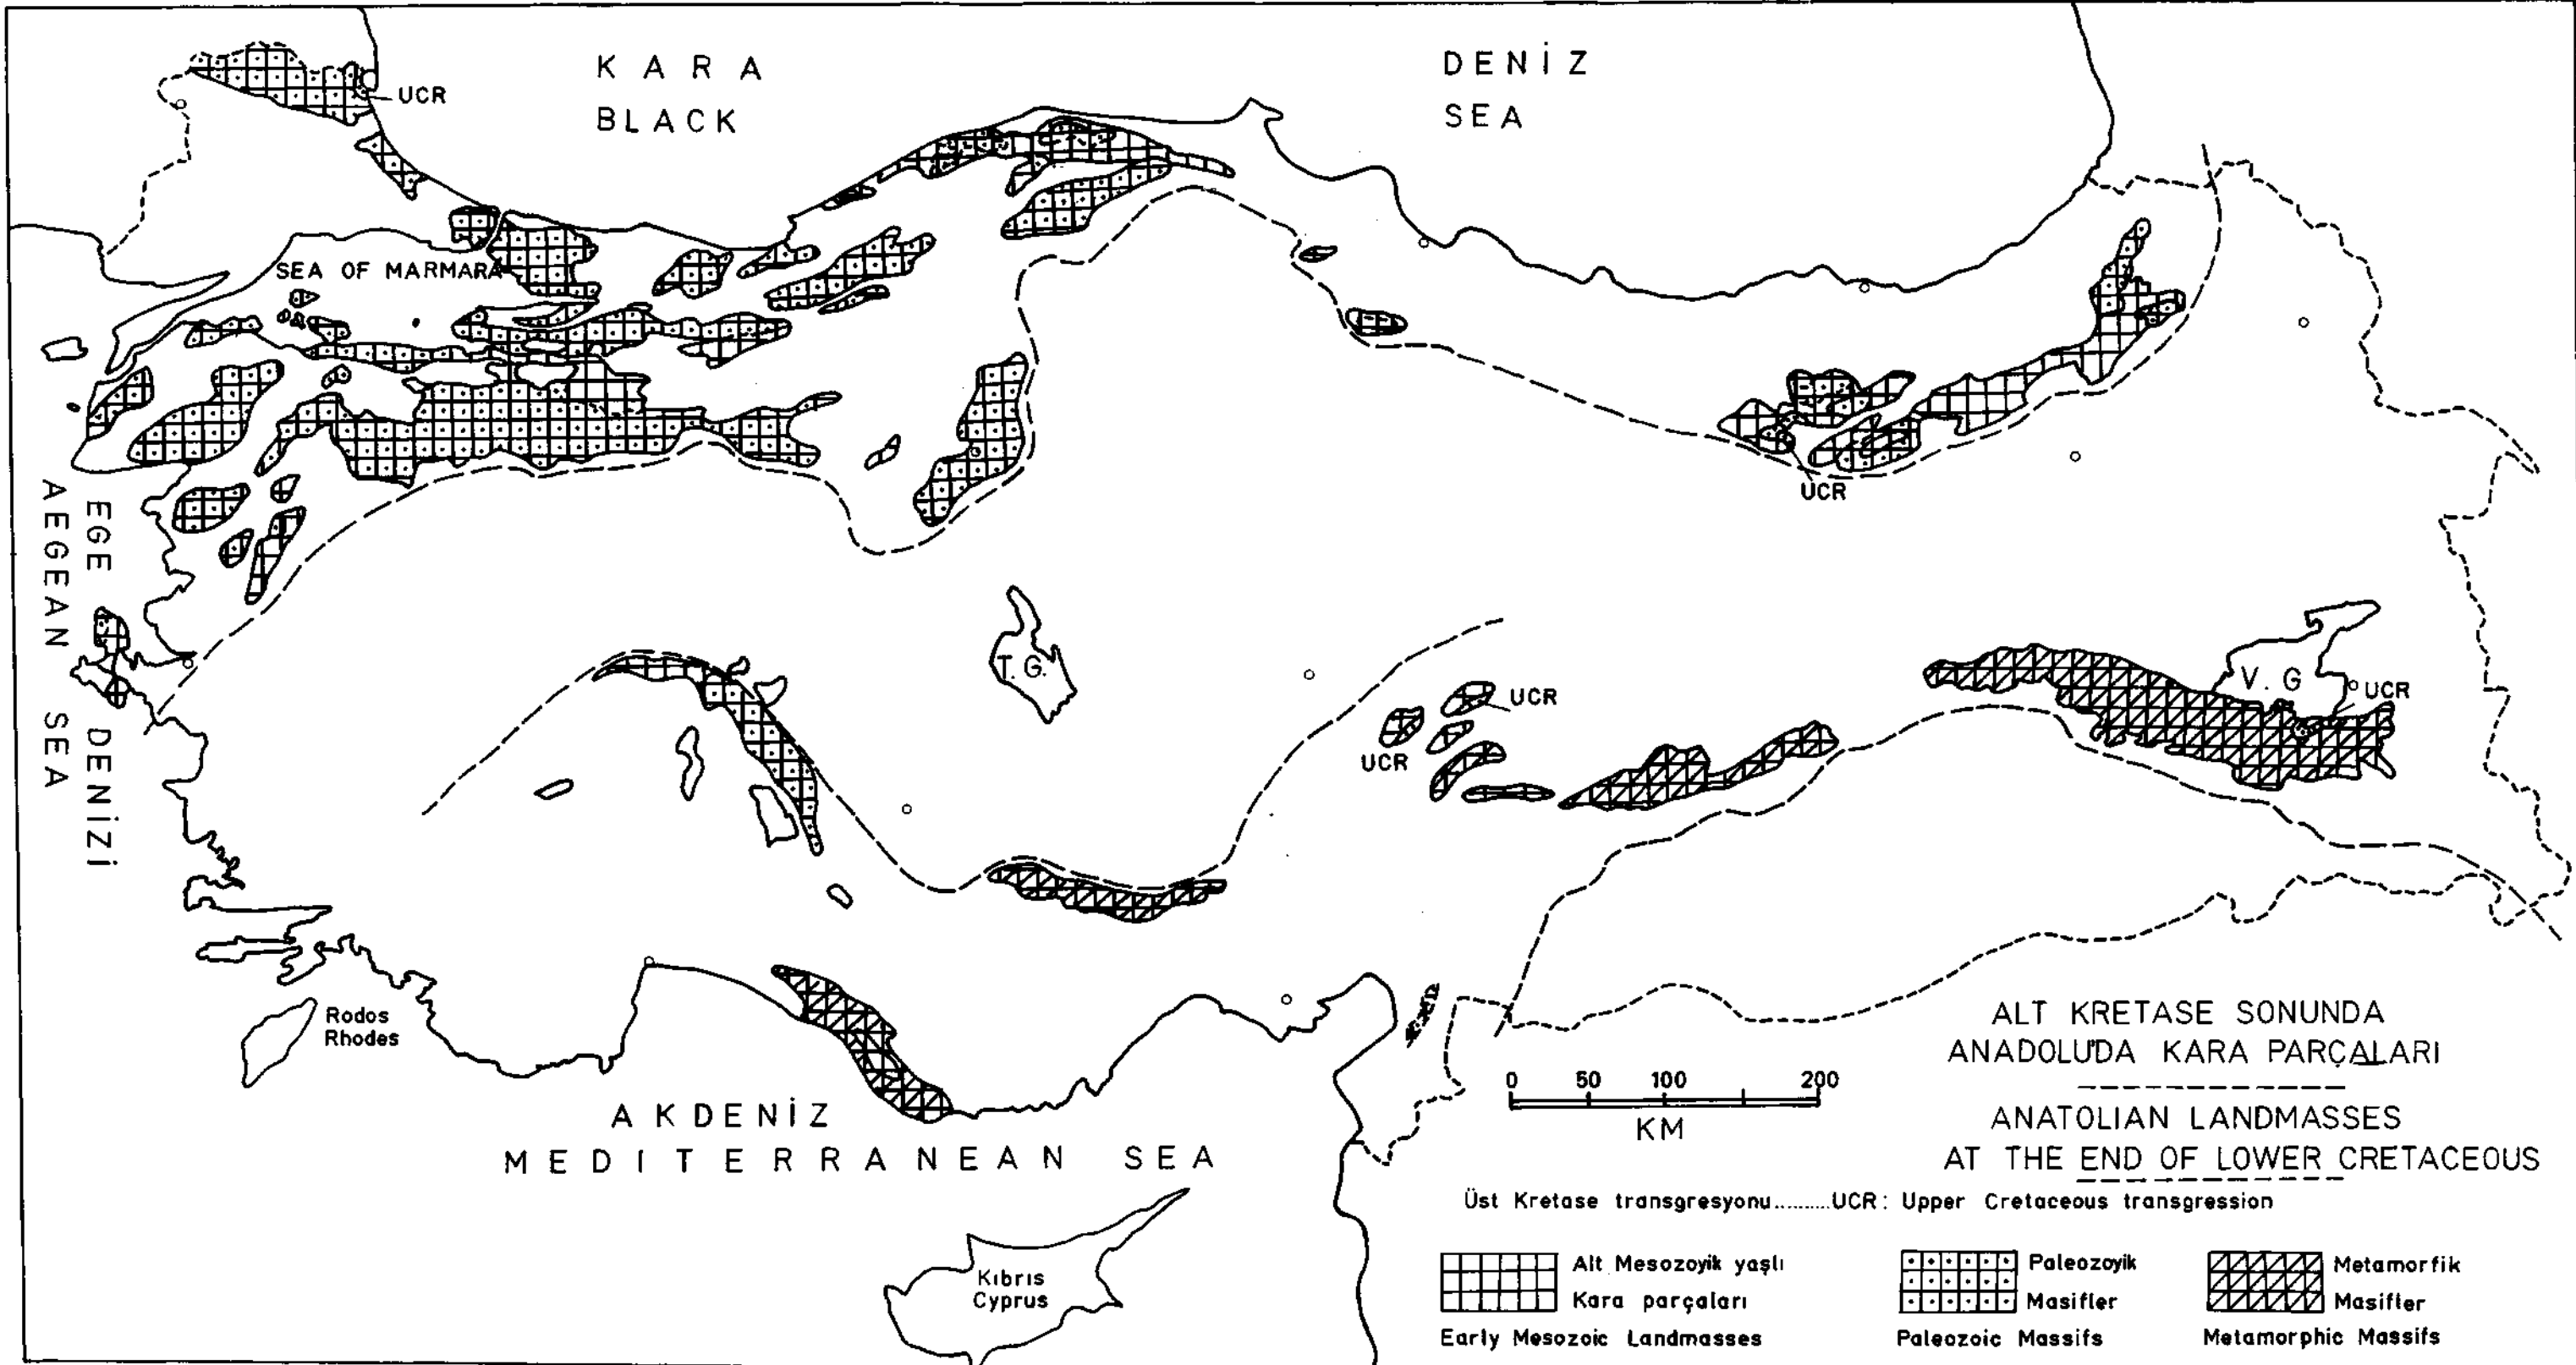 KARA DENİZ
BLACK SEA
UCR
SEA OF MARMARA
UCR
EGE DENİZİ
AEGEAN SEA
T.G.
V.G
UCR
UCR
UCR
Rodos
Rhodes
AKDENİZ
MEDITERRANEAN SEA
Kıbrıs
Cyprus
0 50 100 200
KM
ALT KRETASE SONUNDA
ANADOLU'DA KARA PARÇALARI
ANATOLIAN LANDMASSES
AT THE END OF LOWER CRETACEOUS
Üst Kretase transgresyonu.........UCR: Upper Cretaceous transgression
Alt Mesozoyik yaşlı
Kara parçaları
Early Mesozoic Landmasses
Paleozoyik
Masifler
Paleozoic Massifs
Metamorfik
Masifler
Metamorphic Massifs